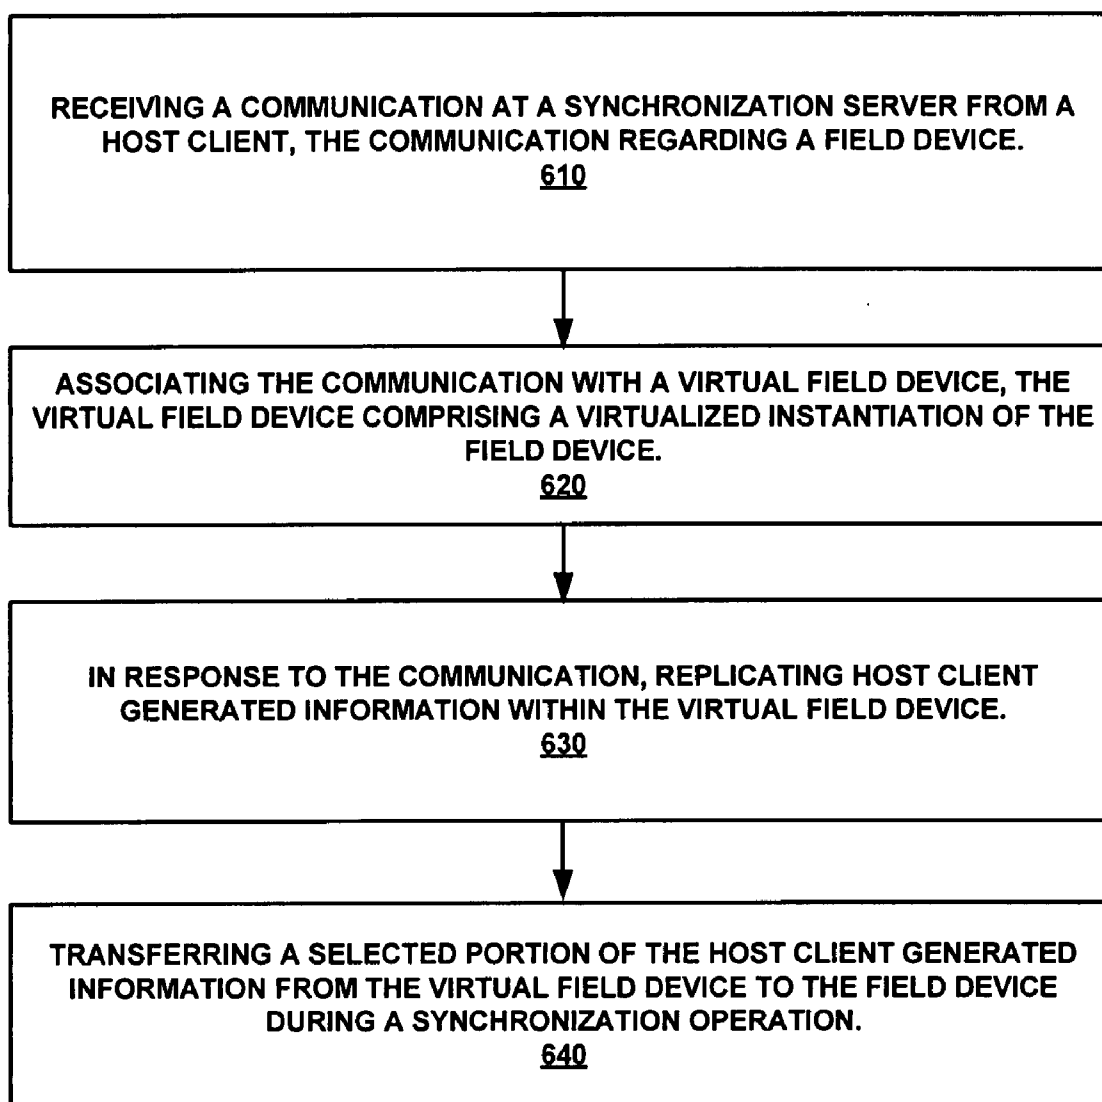 RECEIVING A COMMUNICATION AT A SYNCHRONIZATION SERVER FROM A
HOST CLIENT, THE COMMUNICATION REGARDING A FIELD DEVICE.
610
ASSOCIATING THE COMMUNICATION WITH A VIRTUAL FIELD DEVICE, THE
VIRTUAL FIELD DEVICE COMPRISING A VIRTUALIZED INSTANTIATION OF THE
FIELD DEVICE.
620
IN RESPONSE TO THE COMMUNICATION, REPLICATING HOST CLIENT
GENERATED INFORMATION WITHIN THE VIRTUAL FIELD DEVICE.
630
TRANSFERRING A SELECTED PORTION OF THE HOST CLIENT GENERATED
INFORMATION FROM THE VIRTUAL FIELD DEVICE TO THE FIELD DEVICE
DURING A SYNCHRONIZATION OPERATION.
640